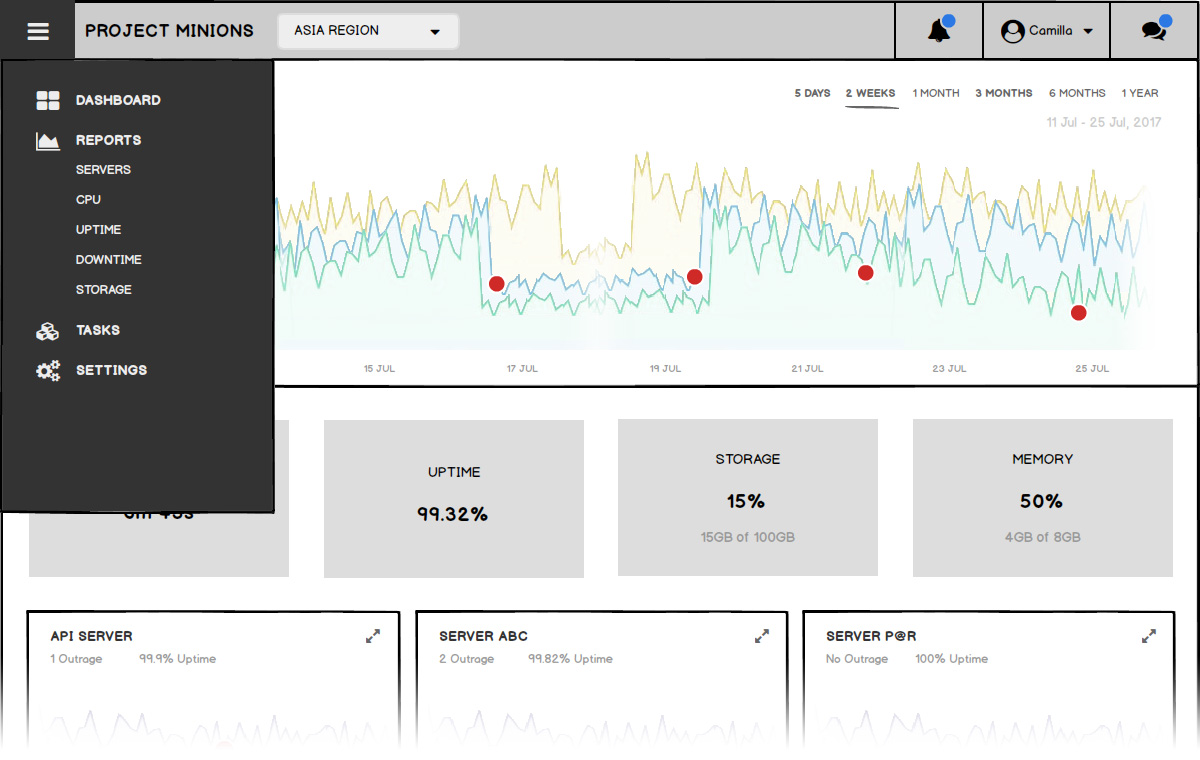 PROJECT MINIONS
ASIA REGION
Camilla
DASHBOARD
REPORTS
SERVERS
CPU
UPTIME
DOWNTIME
STORAGE
TASKS
SETTINGS
5 DAYS 2 WEEKS 1 MONTH 3 MONTHS 6 MONTHS 1 YEAR
11 Jul - 25 Jul, 2017
15 JUL 17 JUL 19 JUL 21 JUL 23 JUL 25 JUL
UPTIME
99.32%
STORAGE
15%
15GB of 100GB
MEMORY
50%
4GB of 8GB
API SERVER
1 Outrage 99.9% Uptime
SERVER ABC
2 Outrage 99.82% Uptime
SERVER P@R
No Outrage 100% Uptime